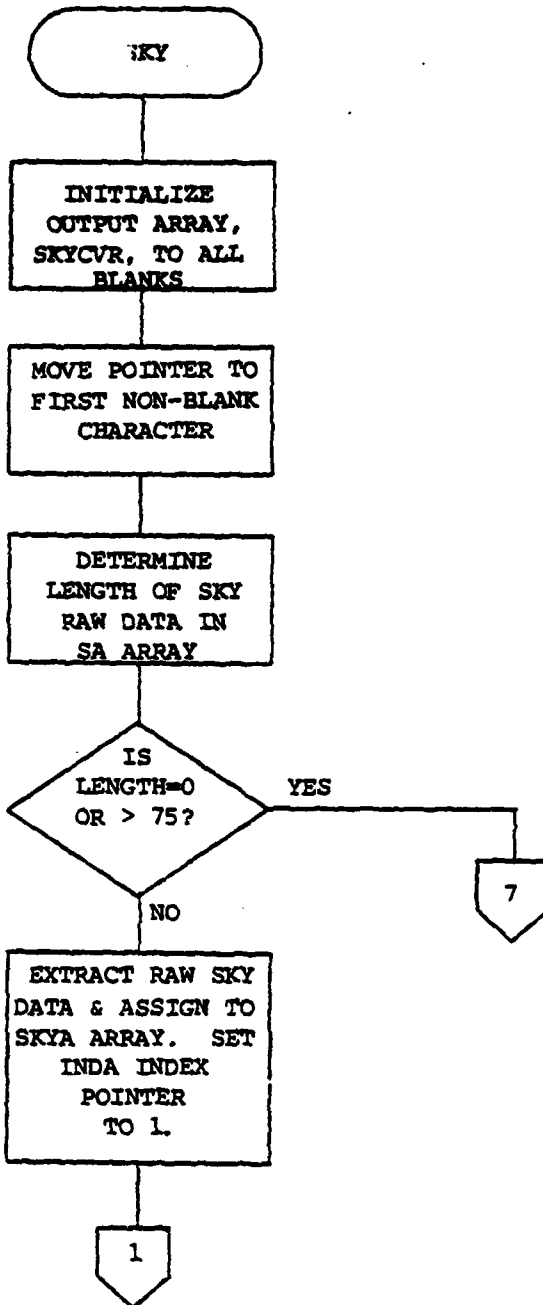 SKY
INITIALIZE
OUTPUT ARRAY,
SKYCVR, TO ALL
BLANKS
MOVE POINTER TO
FIRST NON-BLANK
CHARACTER
DETERMINE
LENGTH OF SKY
RAW DATA IN
SA ARRAY
IS
LENGTH=0
OR > 75?
YES
7
NO
EXTRACT RAW SKY
DATA & ASSIGN TO
SKYA ARRAY. SET
INDA INDEX
POINTER
TO 1.
1